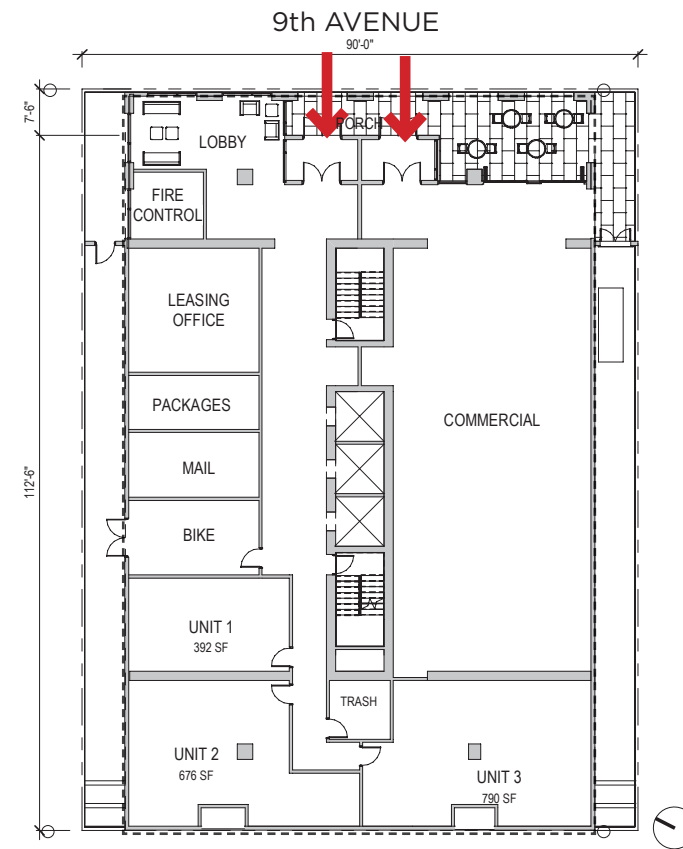 9th AVENUE
90'-0"
7'-6"
PORCH
LOBBY
FIRE
CONTROL
LEASING
OFFICE
PACKAGES
COMMERCIAL
112'-6"
MAIL
BIKE
UNIT 1
392 SF
TRASH
UNIT 2
676 SF
UNIT 3
790 SF